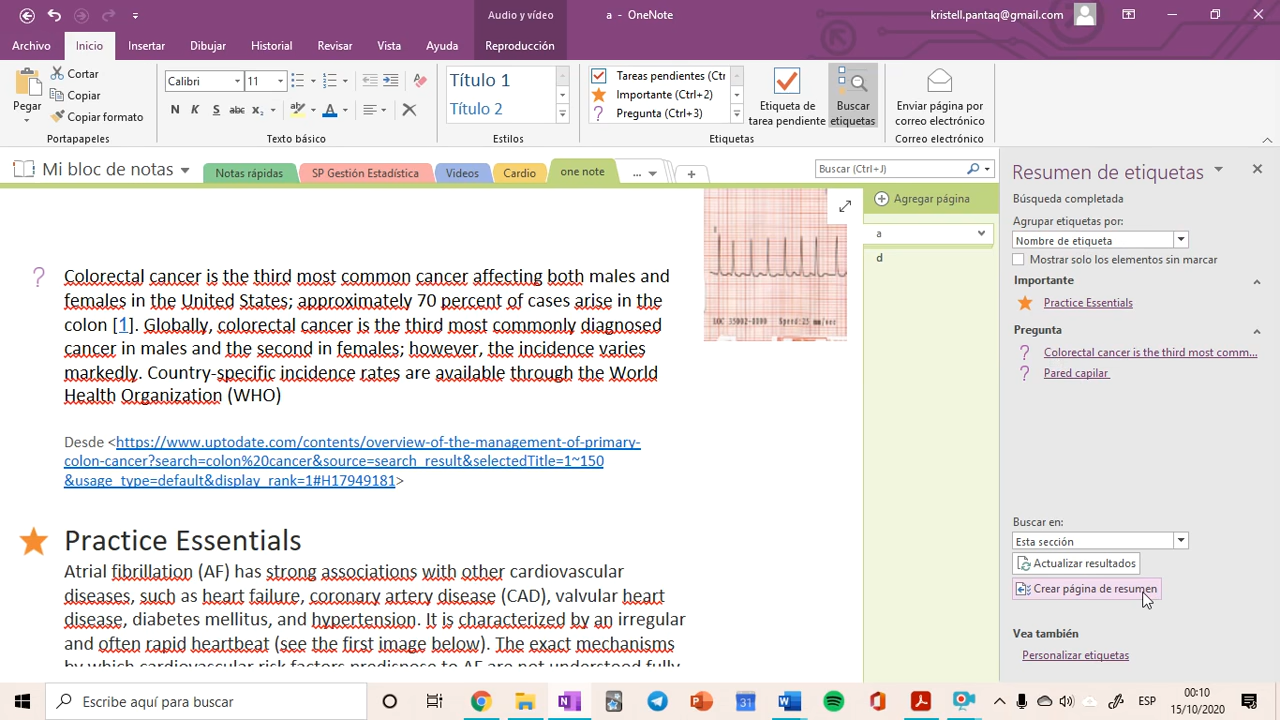 Audio y vídeo
a - OneNote
kristell.pantaq@gmail.com
Archivo Inicio Insertar Dibujar Historial Revisar Vista Ayuda Reproducción
Pegar
Cortar
Copiar
Copiar formato
Portapapeles
Calibri 11
N K S abc x
Texto básico
Título 1
Título 2
Estilos
Tareas pendientes (Ctr
Importante (Ctrl+2)
Pregunta (Ctrl+3)
Etiqueta de
tarea pendiente
Buscar
etiquetas
Etiquetas
Enviar página por
correo electrónico
Correo electrónico
Mi bloc de notas
Notas rápidas
SP Gestión Estadística
Videos
Cardio
one note
...
Buscar (Ctrl+J)
Colorectal cancer is the third most common cancer affecting both males and
females in the United States; approximately 70 percent of cases arise in the
colon [1]. Globally, colorectal cancer is the third most commonly diagnosed
cancer in males and the second in females; however, the incidence varies
markedly. Country-specific incidence rates are available through the World
Health Organization (WHO)
Desde <https://www.uptodate.com/contents/overview-of-the-management-of-primary-
colon-cancer?search=colon%20cancer&source=search_result&selectedTitle=1~150
&usage_type=default&display_rank=1#H17949181>
Practice Essentials
Atrial fibrillation (AF) has strong associations with other cardiovascular
diseases, such as heart failure, coronary artery disease (CAD), valvular heart
disease, diabetes mellitus, and hypertension. It is characterized by an irregular
and often rapid heartbeat (see the first image below). The exact mechanisms
by which cardiovascular risk factors predispose to AF are not understood fully
Agregar página
a
d
Resumen de etiquetas
Búsqueda completada
Agrupar etiquetas por:
Nombre de etiqueta
Mostrar solo los elementos sin marcar
Importante
Practice Essentials
Pregunta
Colorectal cancer is the third most comm...
Pared capilar
Buscar en:
Esta sección
Actualizar resultados
Crear página de resumen
Vea también
Personalizar etiquetas
Escribe aquí para buscar
ESP
00:10
15/10/2020